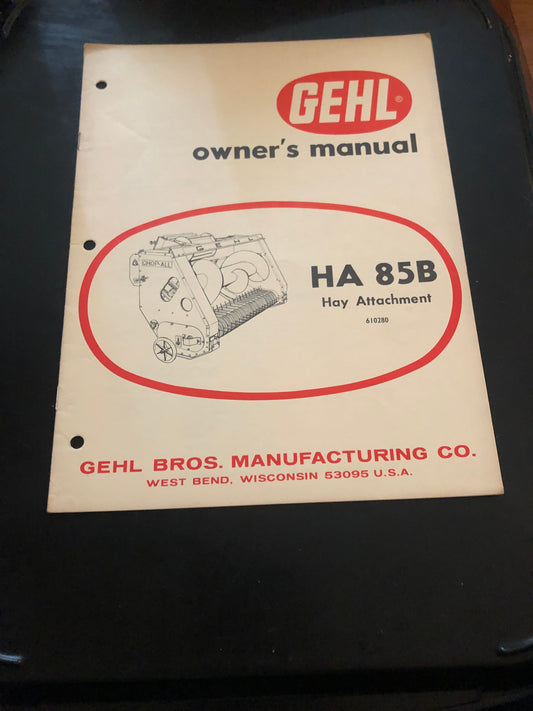 GEHL®
owner's manual
CHOP-ALL
HA 85B
Hay Attachment
610280
GEHL BROS. MANUFACTURING CO.
WEST BEND, WISCONSIN 53095 U.S.A.